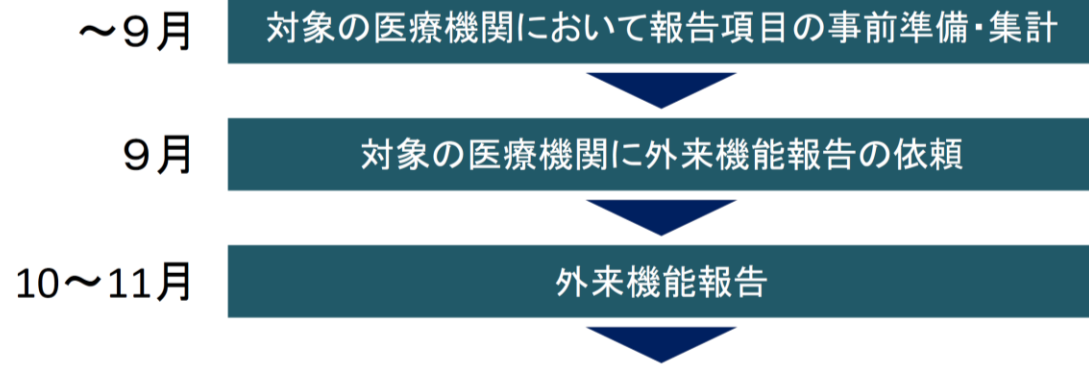 ～9月
対象の医療機関において報告項目の事前準備・集計
9月
対象の医療機関に外来機能報告の依頼
10～11月
外来機能報告